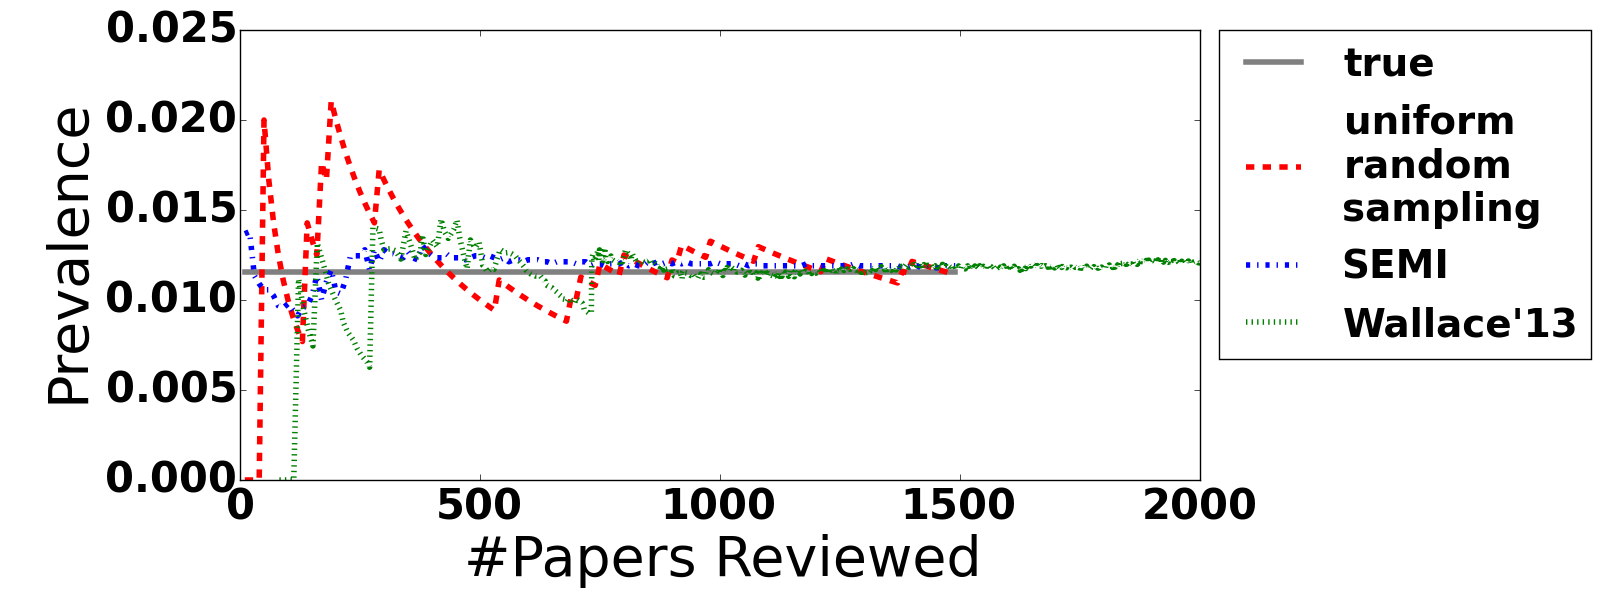 0.025
0.020
0.015
0.010
0.005
0.000
Prevalence
0
500
1000
1500
2000
#Papers Reviewed
true
uniform
random
sampling
SEMI
Wallace'13